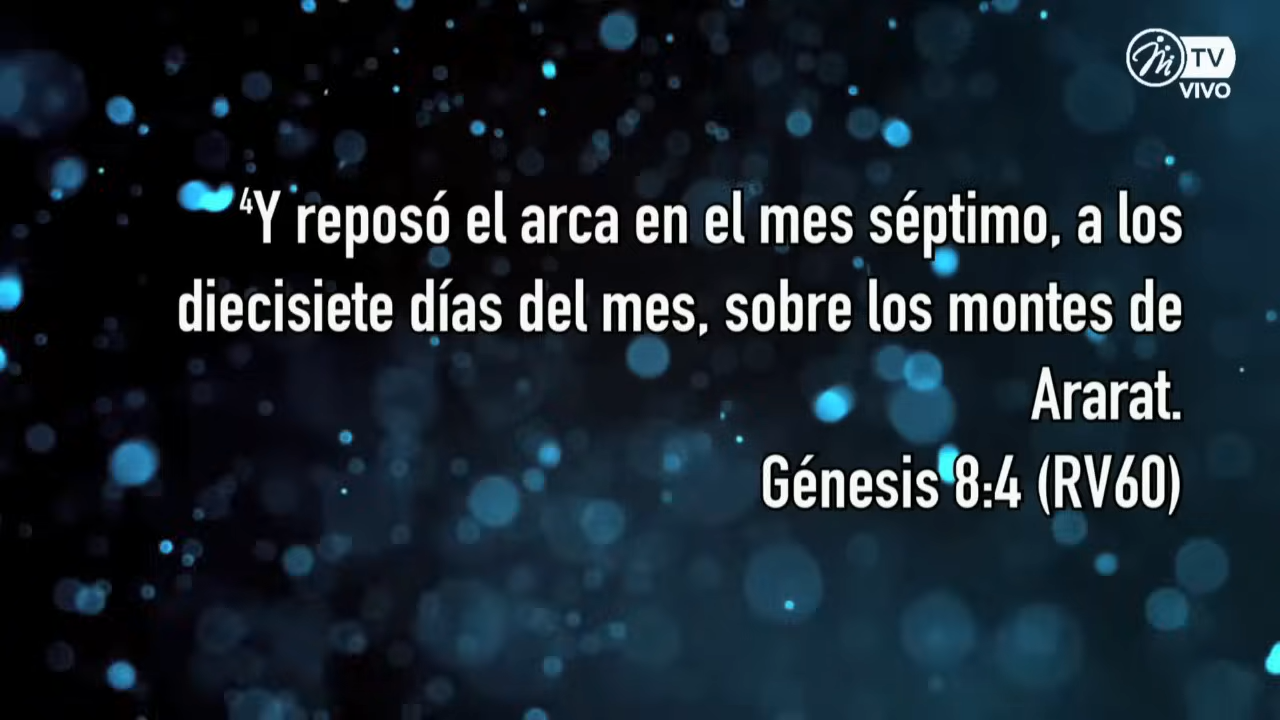 TV
VIVO
⁴Y reposó el arca en el mes séptimo, a los
diecisiete días del mes, sobre los montes de
Ararat.
Génesis 8:4 (RV60)